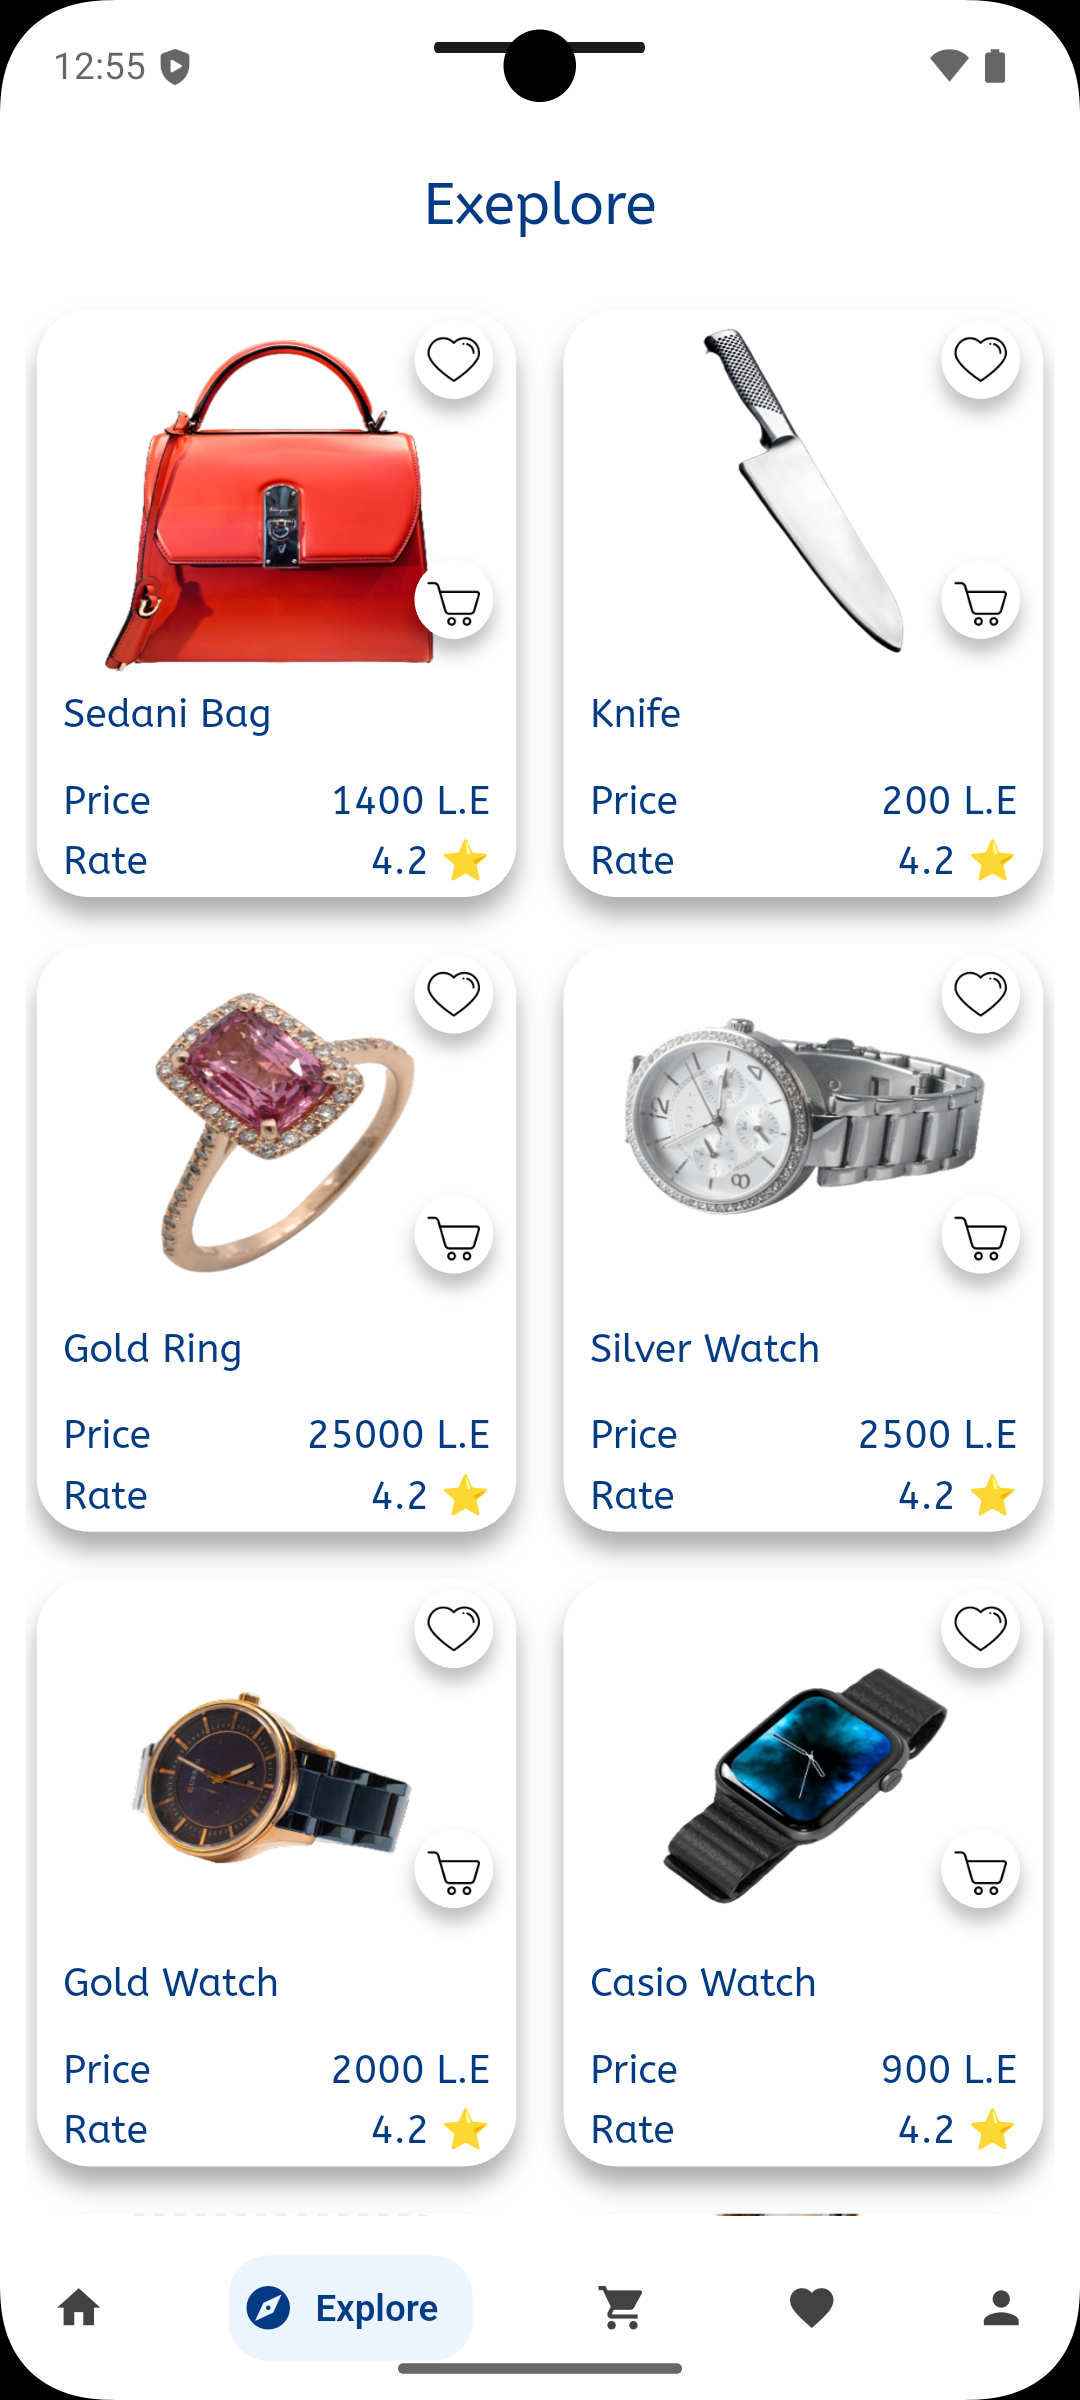 12:55
Exeplore
Sedani Bag
Price 1400 L.E
Rate 4.2
Knife
Price 200 L.E
Rate 4.2
Gold Ring
Price 25000 L.E
Rate 4.2
Silver Watch
Price 2500 L.E
Rate 4.2
Gold Watch
Price 2000 L.E
Rate 4.2
Casio Watch
Price 900 L.E
Rate 4.2
Explore